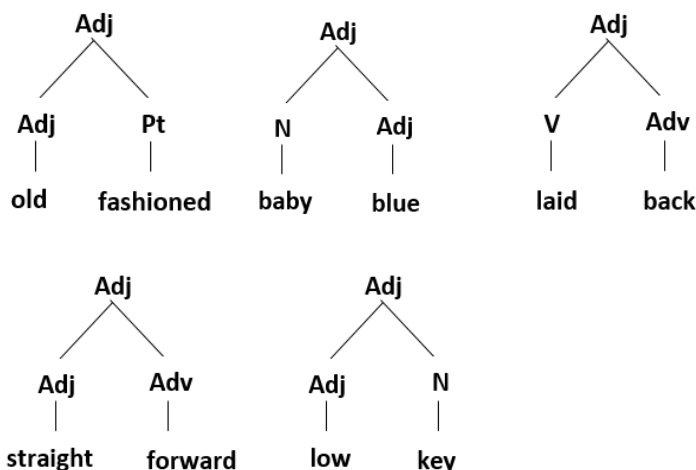 Adj Adj Adj
Adj Pt N Adj V Adv
old fashioned baby blue laid back
Adj Adj
Adj Adv Adj N
straight forward low key